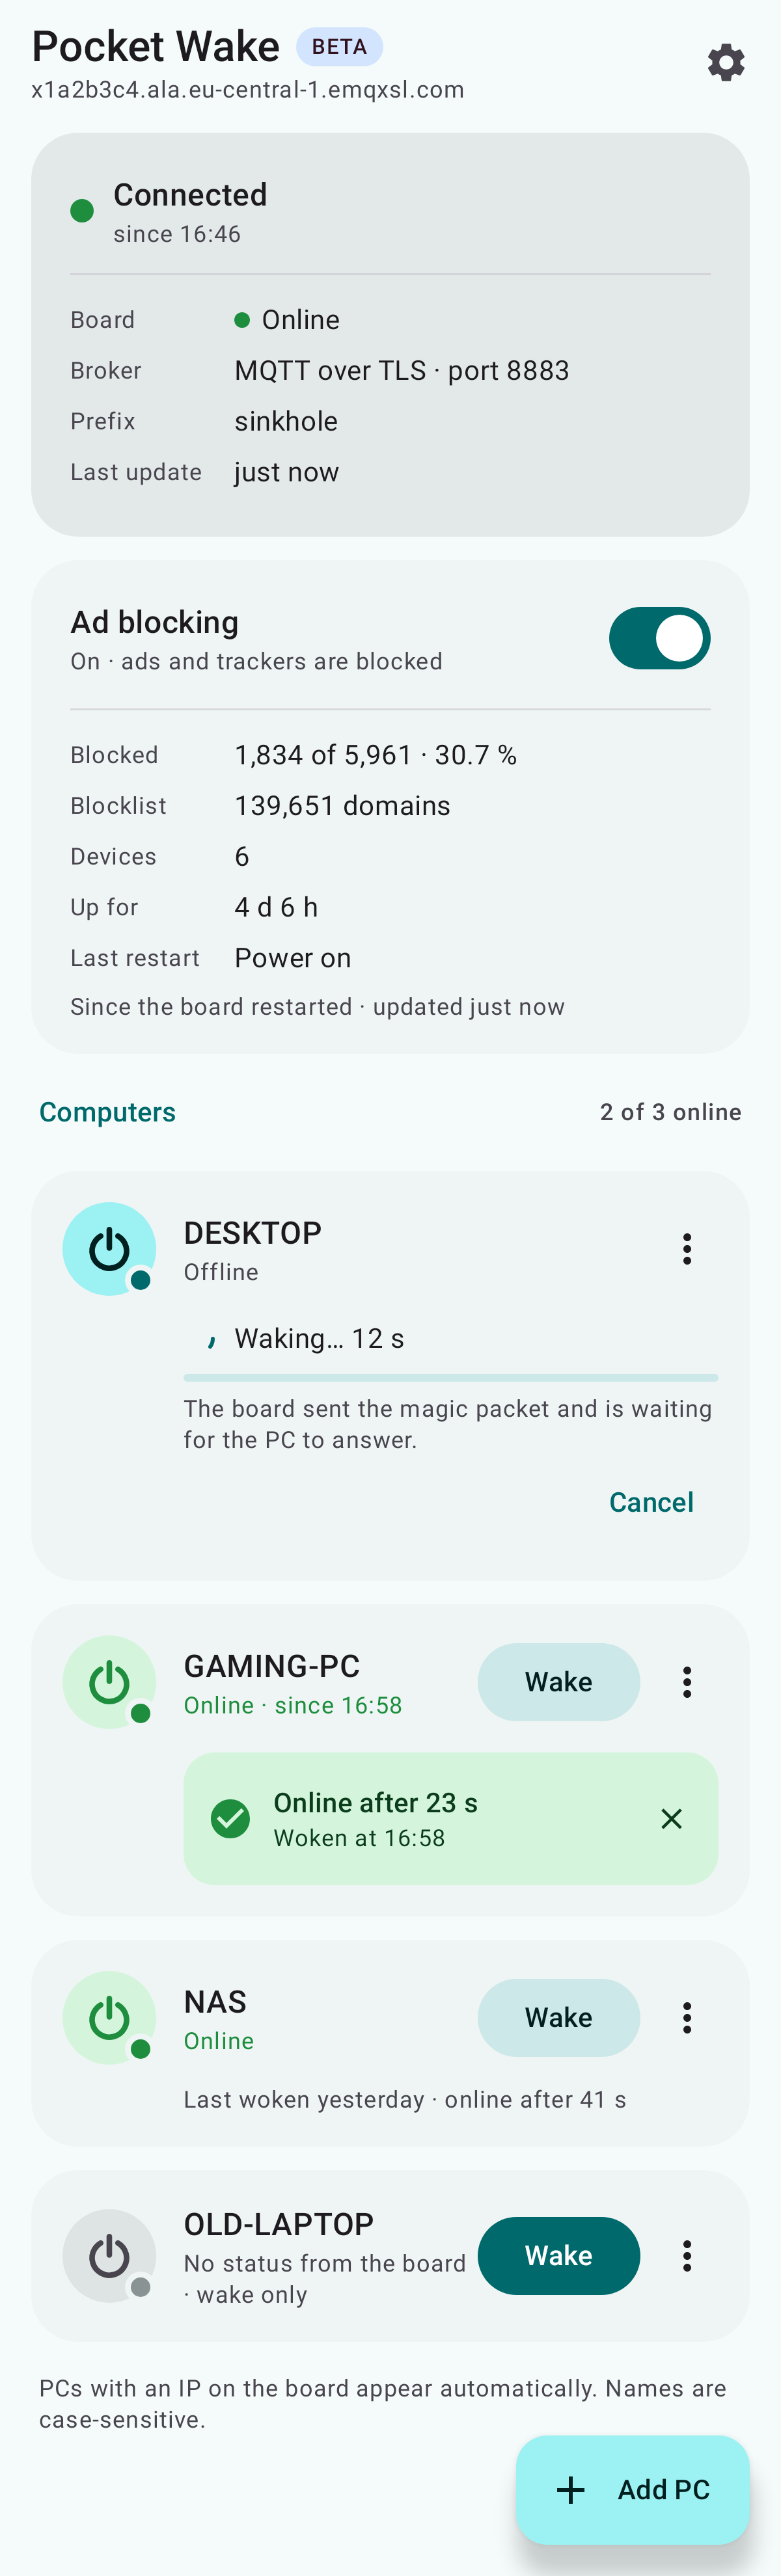 Pocket Wake BETA
x1a2b3c4.ala.eu-central-1.emqxsl.com
Connected
since 16:46
Board Online
Broker MQTT over TLS · port 8883
Prefix sinkhole
Last update just now
Ad blocking
On · ads and trackers are blocked
Blocked 1,834 of 5,961 · 30.7 %
Blocklist 139,651 domains
Devices 6
Up for 4 d 6 h
Last restart Power on
Since the board restarted · updated just now
Computers 2 of 3 online
DESKTOP
Offline
Waking... 12 s
The board sent the magic packet and is waiting
for the PC to answer.
Cancel
GAMING-PC
Online · since 16:58
Wake
Online after 23 s
Woken at 16:58
NAS
Online
Wake
Last woken yesterday · online after 41 s
OLD-LAPTOP
No status from the board
· wake only
Wake
PCs with an IP on the board appear automatically. Names are
case-sensitive.
Add PC